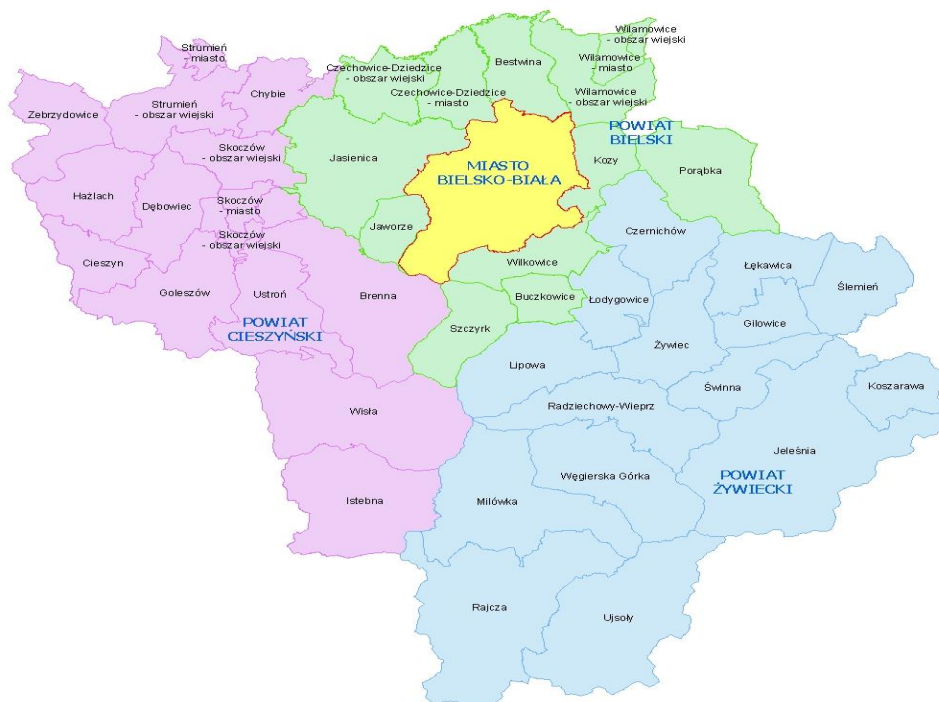 Strumień
- miasto
Zebrzydowice
Strumień
- obszar wiejski
Chybie
Czechowice-Dziedzice
- obszar wiejski
Czechowice-Dziedzice
- miasto
Bestwina
Wilamowice
- obszar wiejski
Wilamowice
- miasto
Wilamowice
- obszar wiejski
POWIAT
BIELSKI
Skoczów
- obszar wiejski
Jasienica
MIASTO
BIELSKO-BIAŁA
Kozy
Porąbka
Hażlach
Dębowiec
Skoczów
- miasto
Skoczów
- obszar wiejski
Jaworze
Czernichów
Cieszyn
Goleszów
Ustroń
Brenna
Wilkowice
Buczkowice
Łodygowice
Łękawica
Ślemień
Gilowice
POWIAT
CIESZYŃSKI
Szczyrk
Żywiec
Lipowa
Świnna
Koszarawa
Wisła
Radziechowy-Wieprz
Jeleśnia
Istebna
Milówka
Węgierska Górka
POWIAT
ŻYWIECKI
Rajcza
Ujsoły